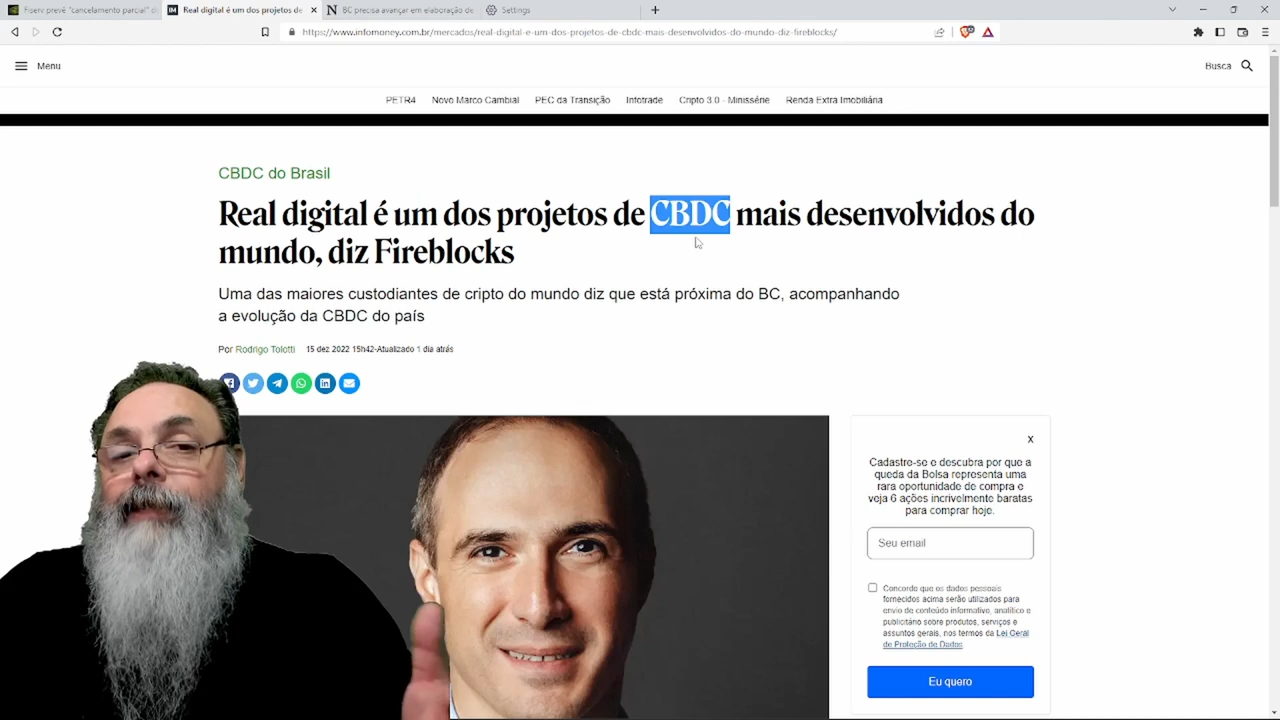 Fiserv prevê "cancelamento parcial" d
Real digital é um dos projetos de
BC precisa avançar em elaboração de
Settings
https://www.infomoney.com.br/mercados/real-digital-e-um-dos-projetos-de-cbdc-mais-desenvolvidos-do-mundo-diz-fireblocks/
Menu
Busca
PETR4 Novo Marco Cambial PEC da Transição Infotrade Cripto 3.0 - Minissérie Renda Extra Imobiliária
CBDC do Brasil
Real digital é um dos projetos de CBDC mais desenvolvidos do
mundo, diz Fireblocks
Uma das maiores custodiantes de cripto do mundo diz que está próxima do BC, acompanhando
a evolução da CBDC do país
Por Rodrigo Tolotti 15 dez 2022 15h42-Atualizado 1 dia atrás
X
Cadastre-se e descubra por que a
queda da Bolsa representa uma
rara oportunidade de compra e
veja 6 ações incrivelmente baratas
para comprar hoje.
Seu email
Concordo que os dados pessoais
fornecidos acima serão utilizados para
envio de conteúdo informativo, analítico e
publicitário sobre produtos, serviços e
assuntos gerais, nos termos da Lei Geral
de Proteção de Dados
Eu quero